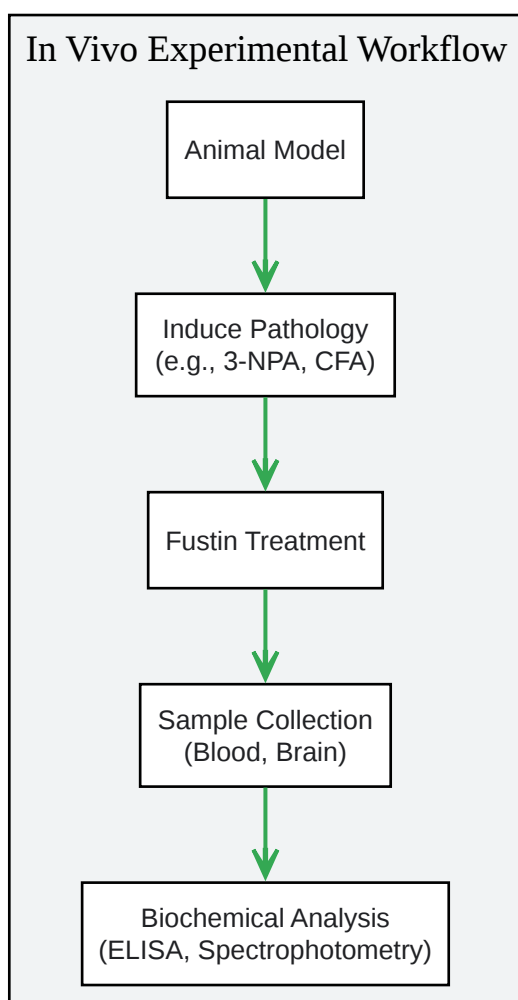 In Vivo Experimental Workflow
Animal Model
Induce Pathology
(e.g., 3-NPA, CFA)
Fustin Treatment
Sample Collection
(Blood, Brain)
Biochemical Analysis
(ELISA, Spectrophotometry)